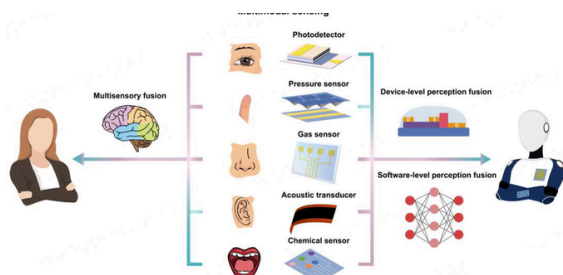 Multimodal sensing
Photodetector
Pressure sensor
Multisensory fusion
Device-level perception fusion
Gas sensor
Software-level perception fusion
Acoustic transducer
Chemical sensor